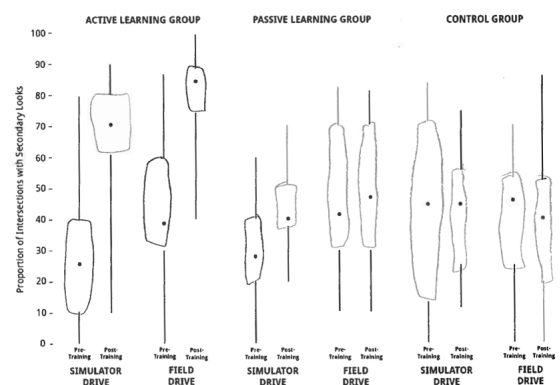 ACTIVE LEARNING GROUP PASSIVE LEARNING GROUP CONTROL GROUP
Proportion of Intersections with Secondary Looks
100
90
80
70
60
50
40
30
20
10
0
Pre- Post- Pre- Post- Pre- Post- Pre- Post- Pre- Post- Pre- Post-
Training Training Training Training Training Training Training Training Training Training Training Training
SIMULATOR FIELD SIMULATOR FIELD SIMULATOR FIELD
DRIVE DRIVE DRIVE DRIVE DRIVE DRIVE